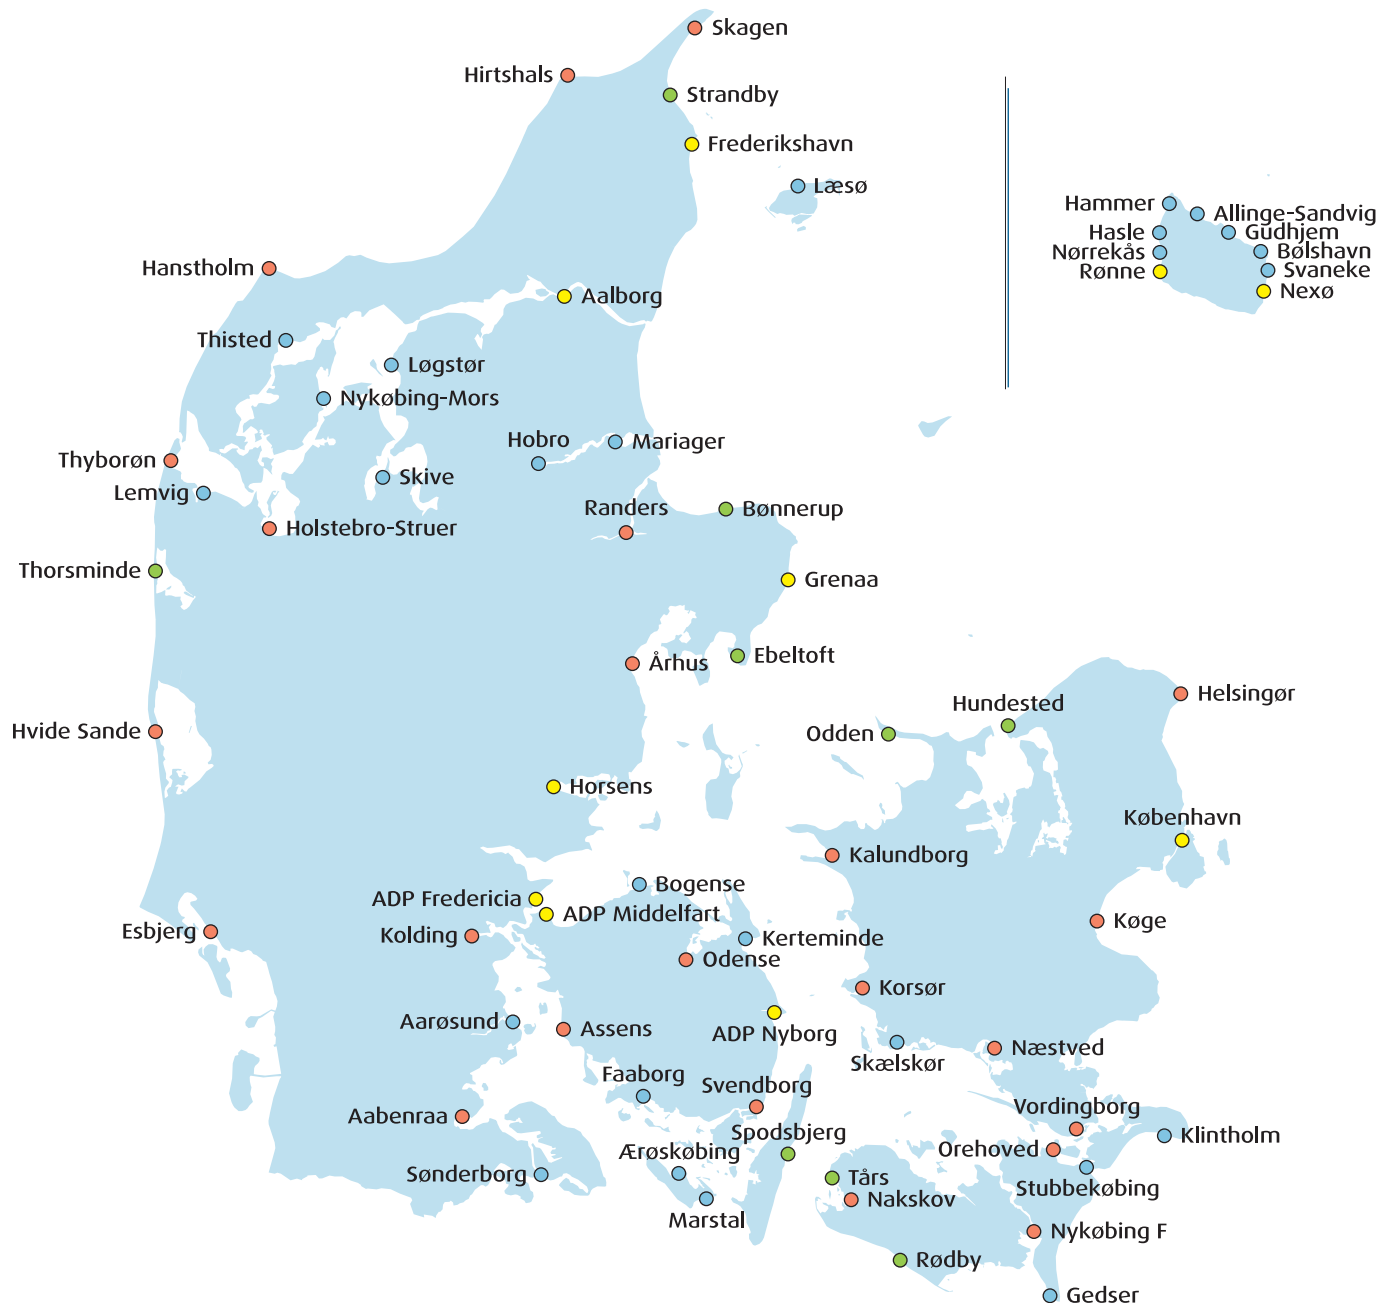 Skagen
Hirtshals
Strandby
Frederikshavn
Læsø
Hammer
Allinge-Sandvig
Hasle
Gudhjem
Nørrekås
Bølshavn
Rønne
Svaneke
Nexø
Hanstholm
Aalborg
Thisted
Løgstør
Nykøbing-Mors
Hobro
Mariager
Thyborøn
Skive
Lemvig
Randers
Bønnerup
Holstebro-Struer
Thorsminde
Grenaa
Århus
Ebeltoft
Helsingør
Hundested
Hvide Sande
Odden
Horsens
København
Kalundborg
Bogense
ADP Fredericia
ADP Middelfart
Esbjerg
Kolding
Kerteminde
Køge
Odense
Korsør
Aarøsund
Assens
ADP Nyborg
Næstved
Skælskør
Faaborg
Svendborg
Vordingborg
Aabenraa
Spodsbjerg
Klintholm
Orehoved
Ærøskøbing
Sønderborg
Tårs
Stubbekøbing
Nakskov
Marstal
Nykøbing F
Rødby
Gedser